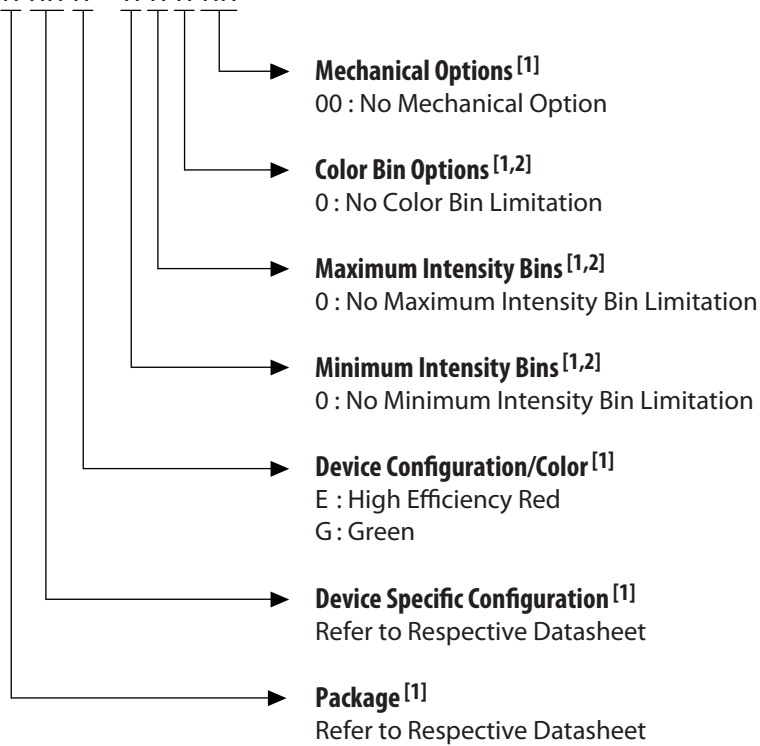 Mechanical Options [1]
00 : No Mechanical Option
Color Bin Options [1,2]
0 : No Color Bin Limitation
Maximum Intensity Bins [1,2]
0 : No Maximum Intensity Bin Limitation
Minimum Intensity Bins [1,2]
0 : No Minimum Intensity Bin Limitation
Device Configuration/Color [1]
E : High Efficiency Red
G : Green
Device Specific Configuration [1]
Refer to Respective Datasheet
Package [1]
Refer to Respective Datasheet